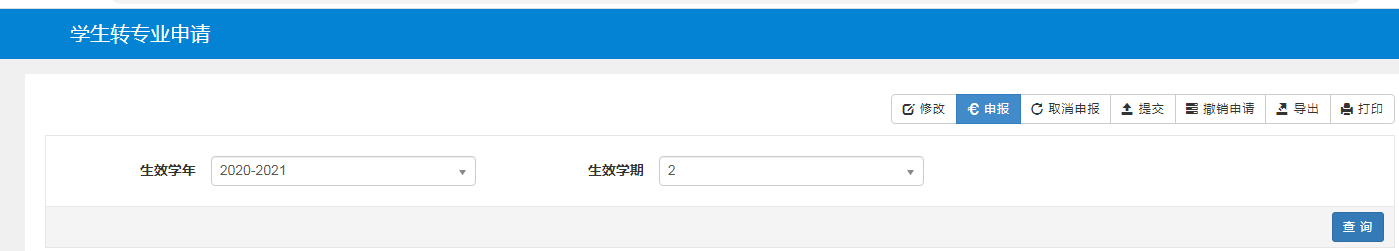 学生转专业申请
修改 申报 取消申报 提交 撤销申请 导出 打印
生效学年 2020-2021 生效学期 2
查 询